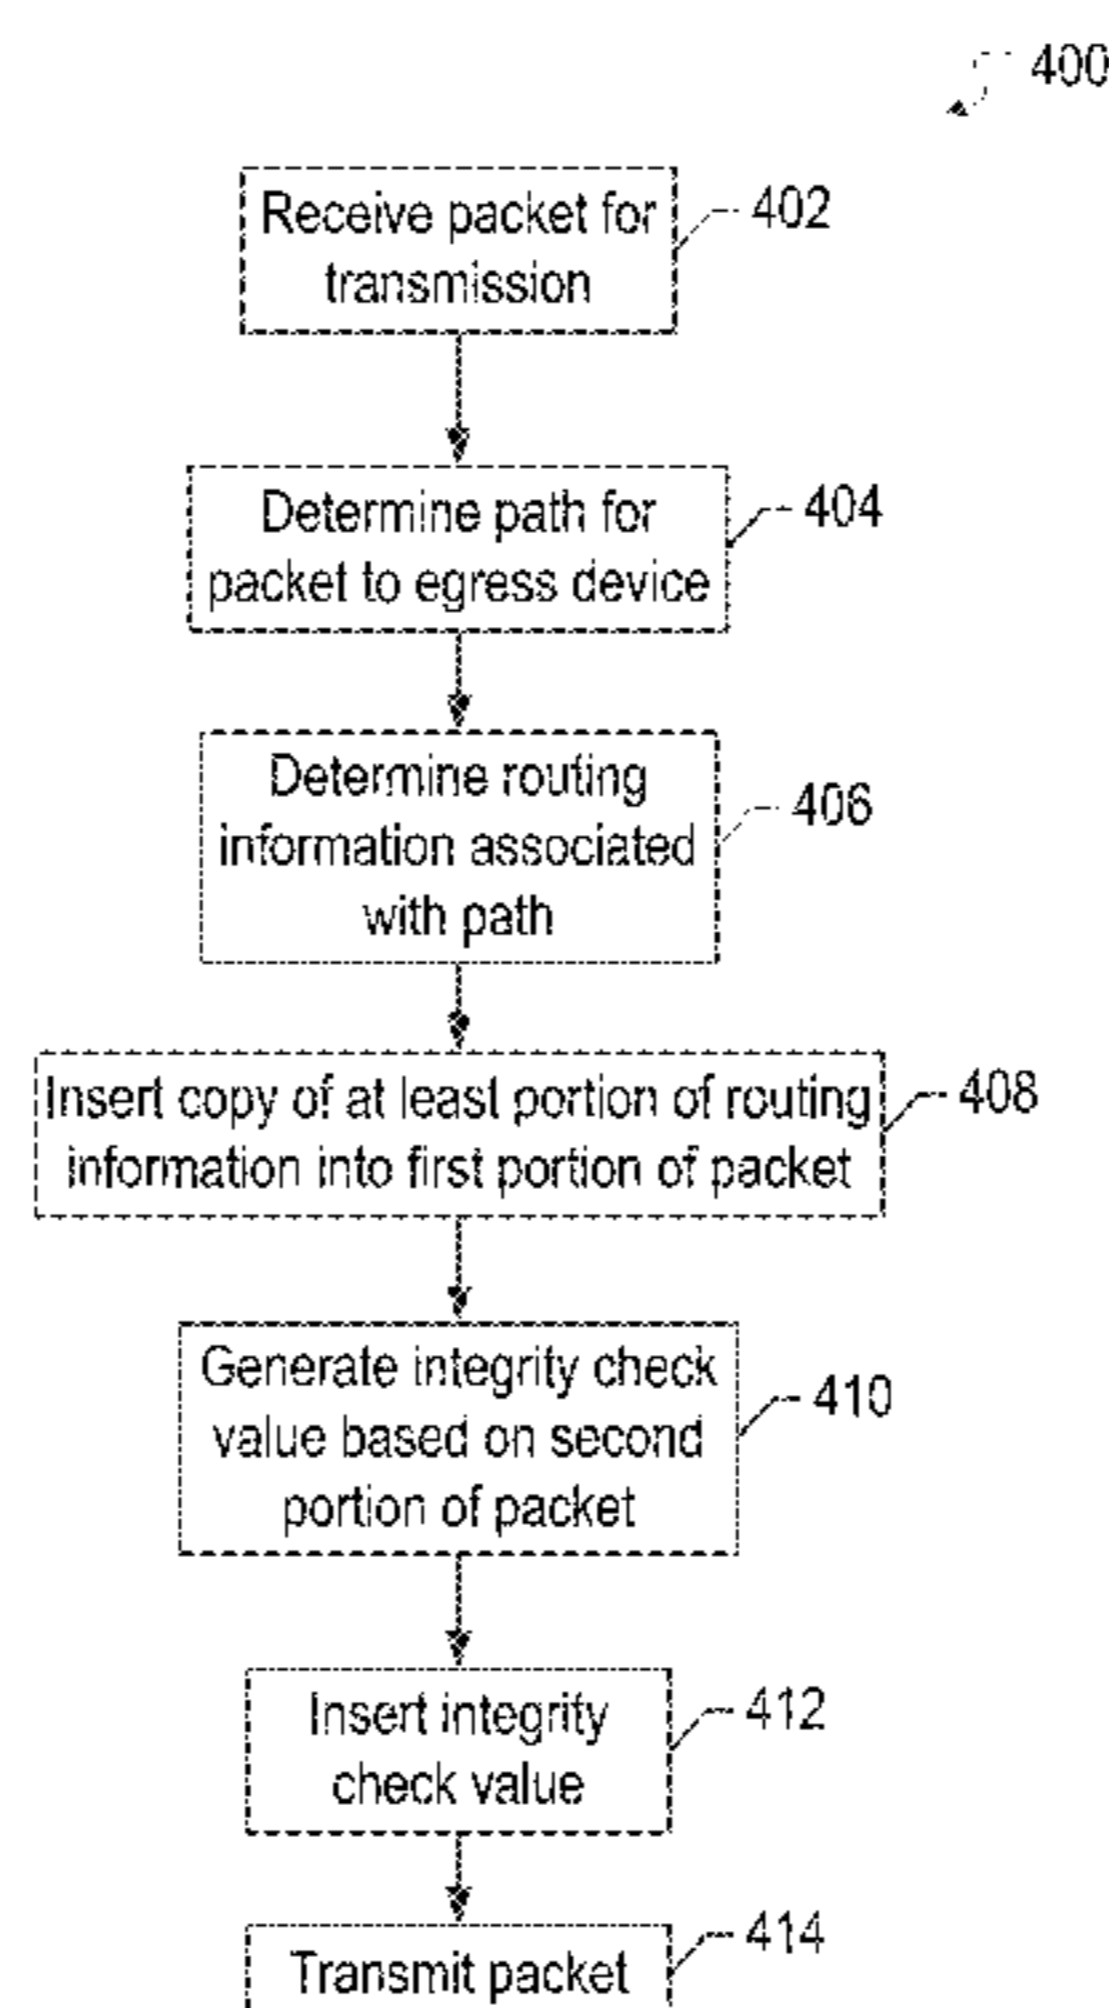 400
Receive packet for
transmission
402
Determine path for
packet to egress device
404
Determine routing
information associated
with path
406
Insert copy of at least portion of routing
information into first portion of packet
408
Generate integrity check
value based on second
portion of packet
410
Insert integrity
check value
412
Transmit packet
414